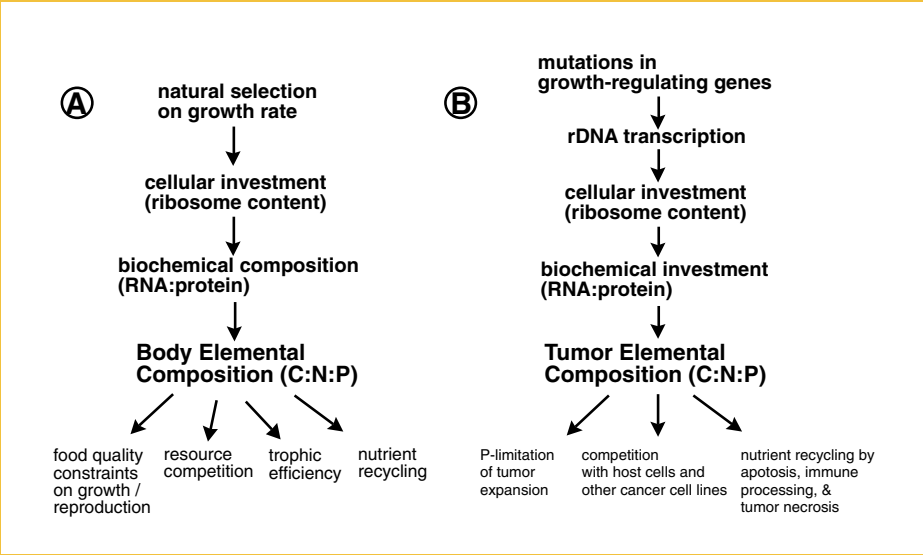 A
natural selection
on growth rate
cellular investment
(ribosome content)
biochemical composition
(RNA:protein)
Body Elemental
Composition (C:N:P)
food quality
constraints
on growth /
reproduction
resource
competition
trophic
efficiency
nutrient
recycling
B
mutations in
growth-regulating genes
rDNA transcription
cellular investment
(ribosome content)
biochemical investment
(RNA:protein)
Tumor Elemental
Composition (C:N:P)
P-limitation
of tumor
expansion
competition
with host cells and
other cancer cell lines
nutrient recycling by
apotosis, immune
processing, &
tumor necrosis